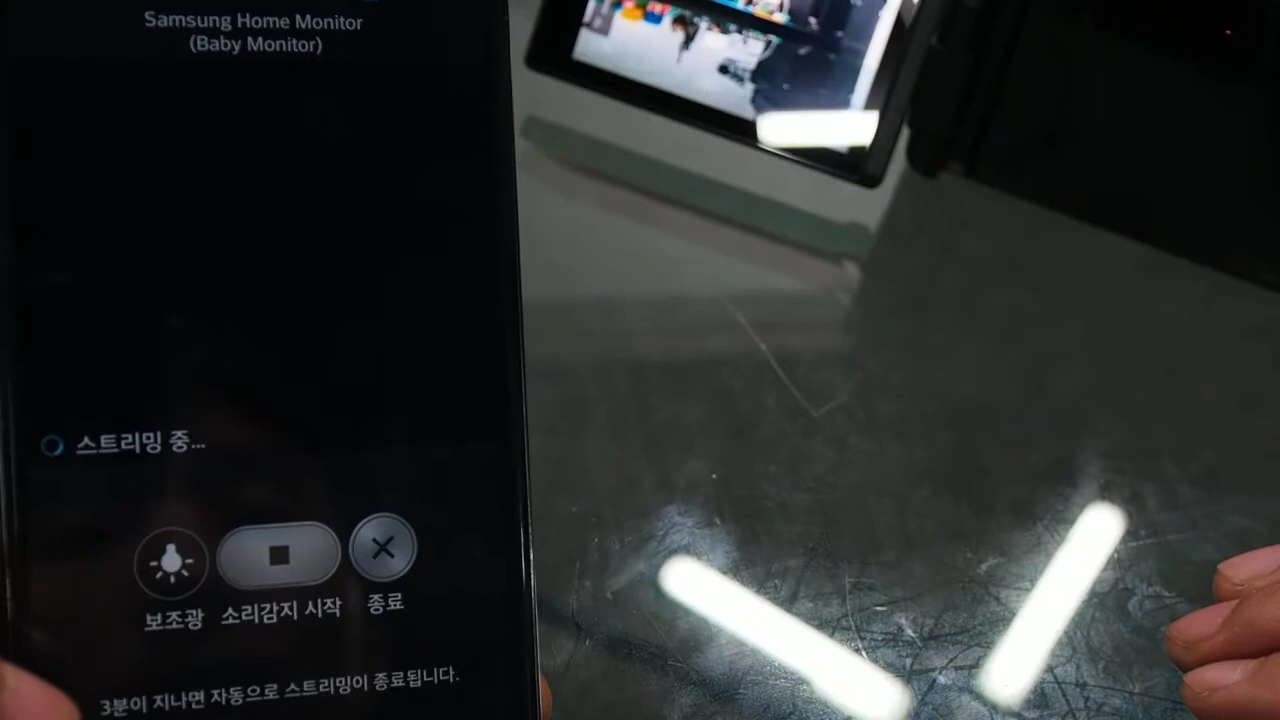 Samsung Home Monitor
(Baby Monitor)
스트리밍 중...
보조광
소리감지 시작
종료
3분이 지나면 자동으로 스트리밍이 종료됩니다.